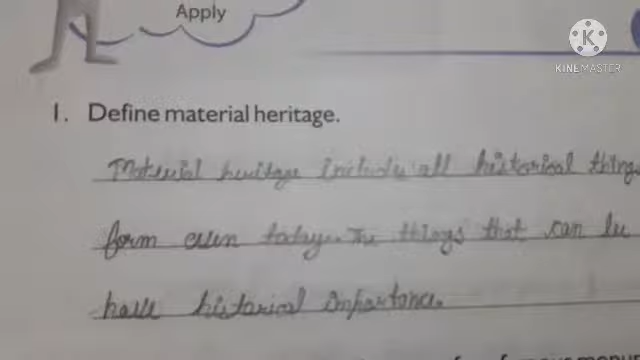 Apply
K
KINEMASTER
1. Define material heritage.
Material heritage include all historical thing
form even today. The things that can be
have historical importance.